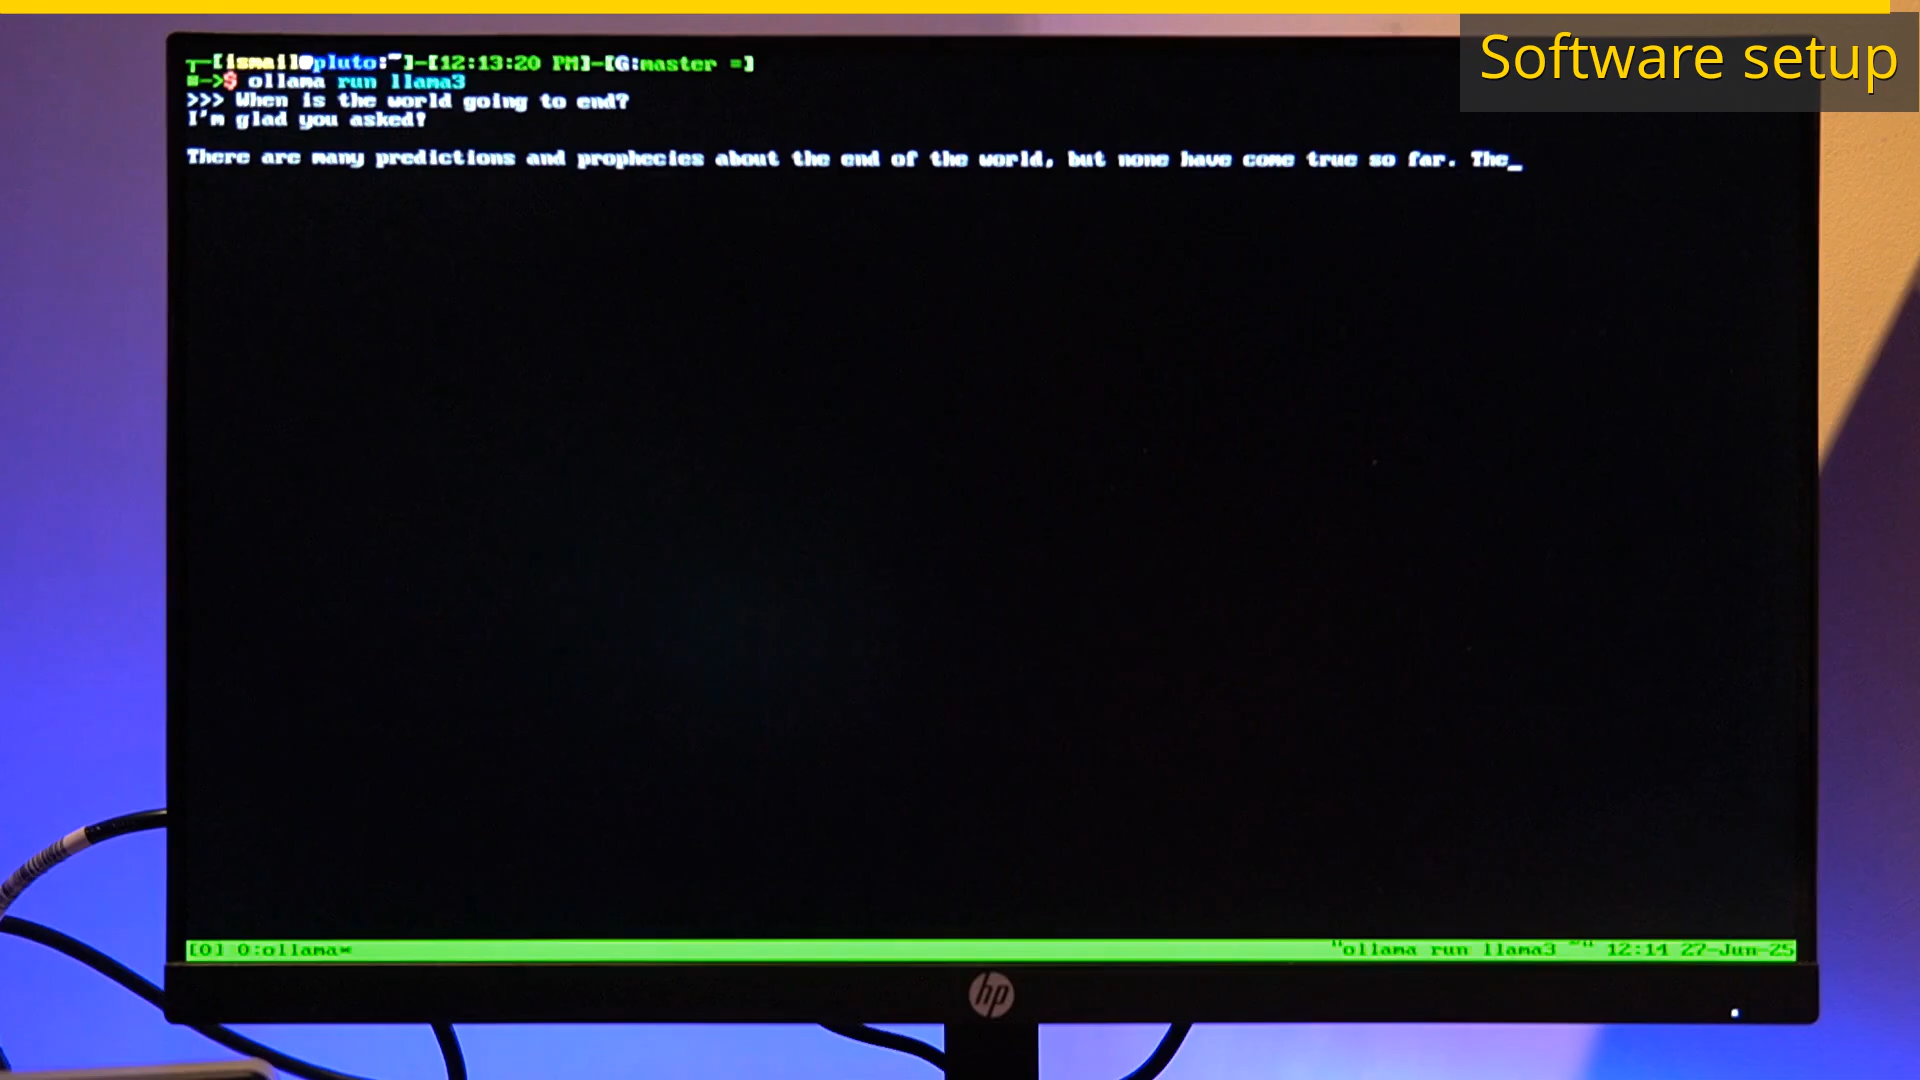 Software setup
┌─[ismail@pluto:~]-[12:13:20 PM]-[G:master =]
->$ ollama run llama3
>>> When is the world going to end?
I'm glad you asked!

There are many predictions and prophecies about the end of the world, but none have come true so far. The_
[0] 0:ollama*
"ollama run llama3 ~" 12:14 27-Jun-25
hp